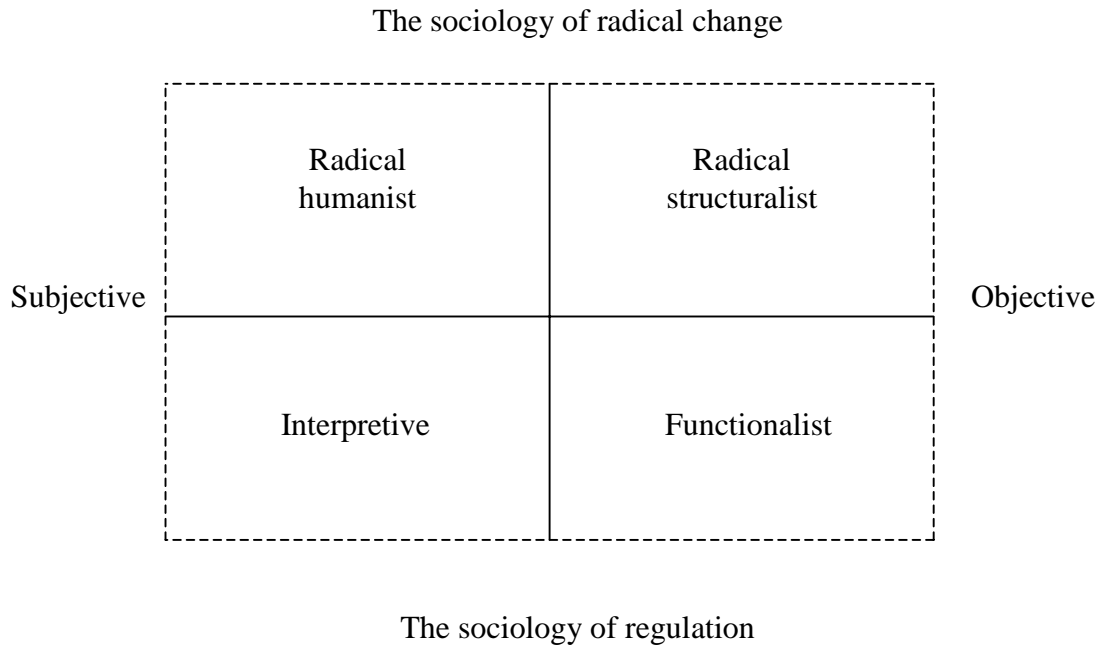 The sociology of radical change
Radical
humanist
Radical
structuralist
Subjective
Objective
Interpretive
Functionalist
The sociology of regulation